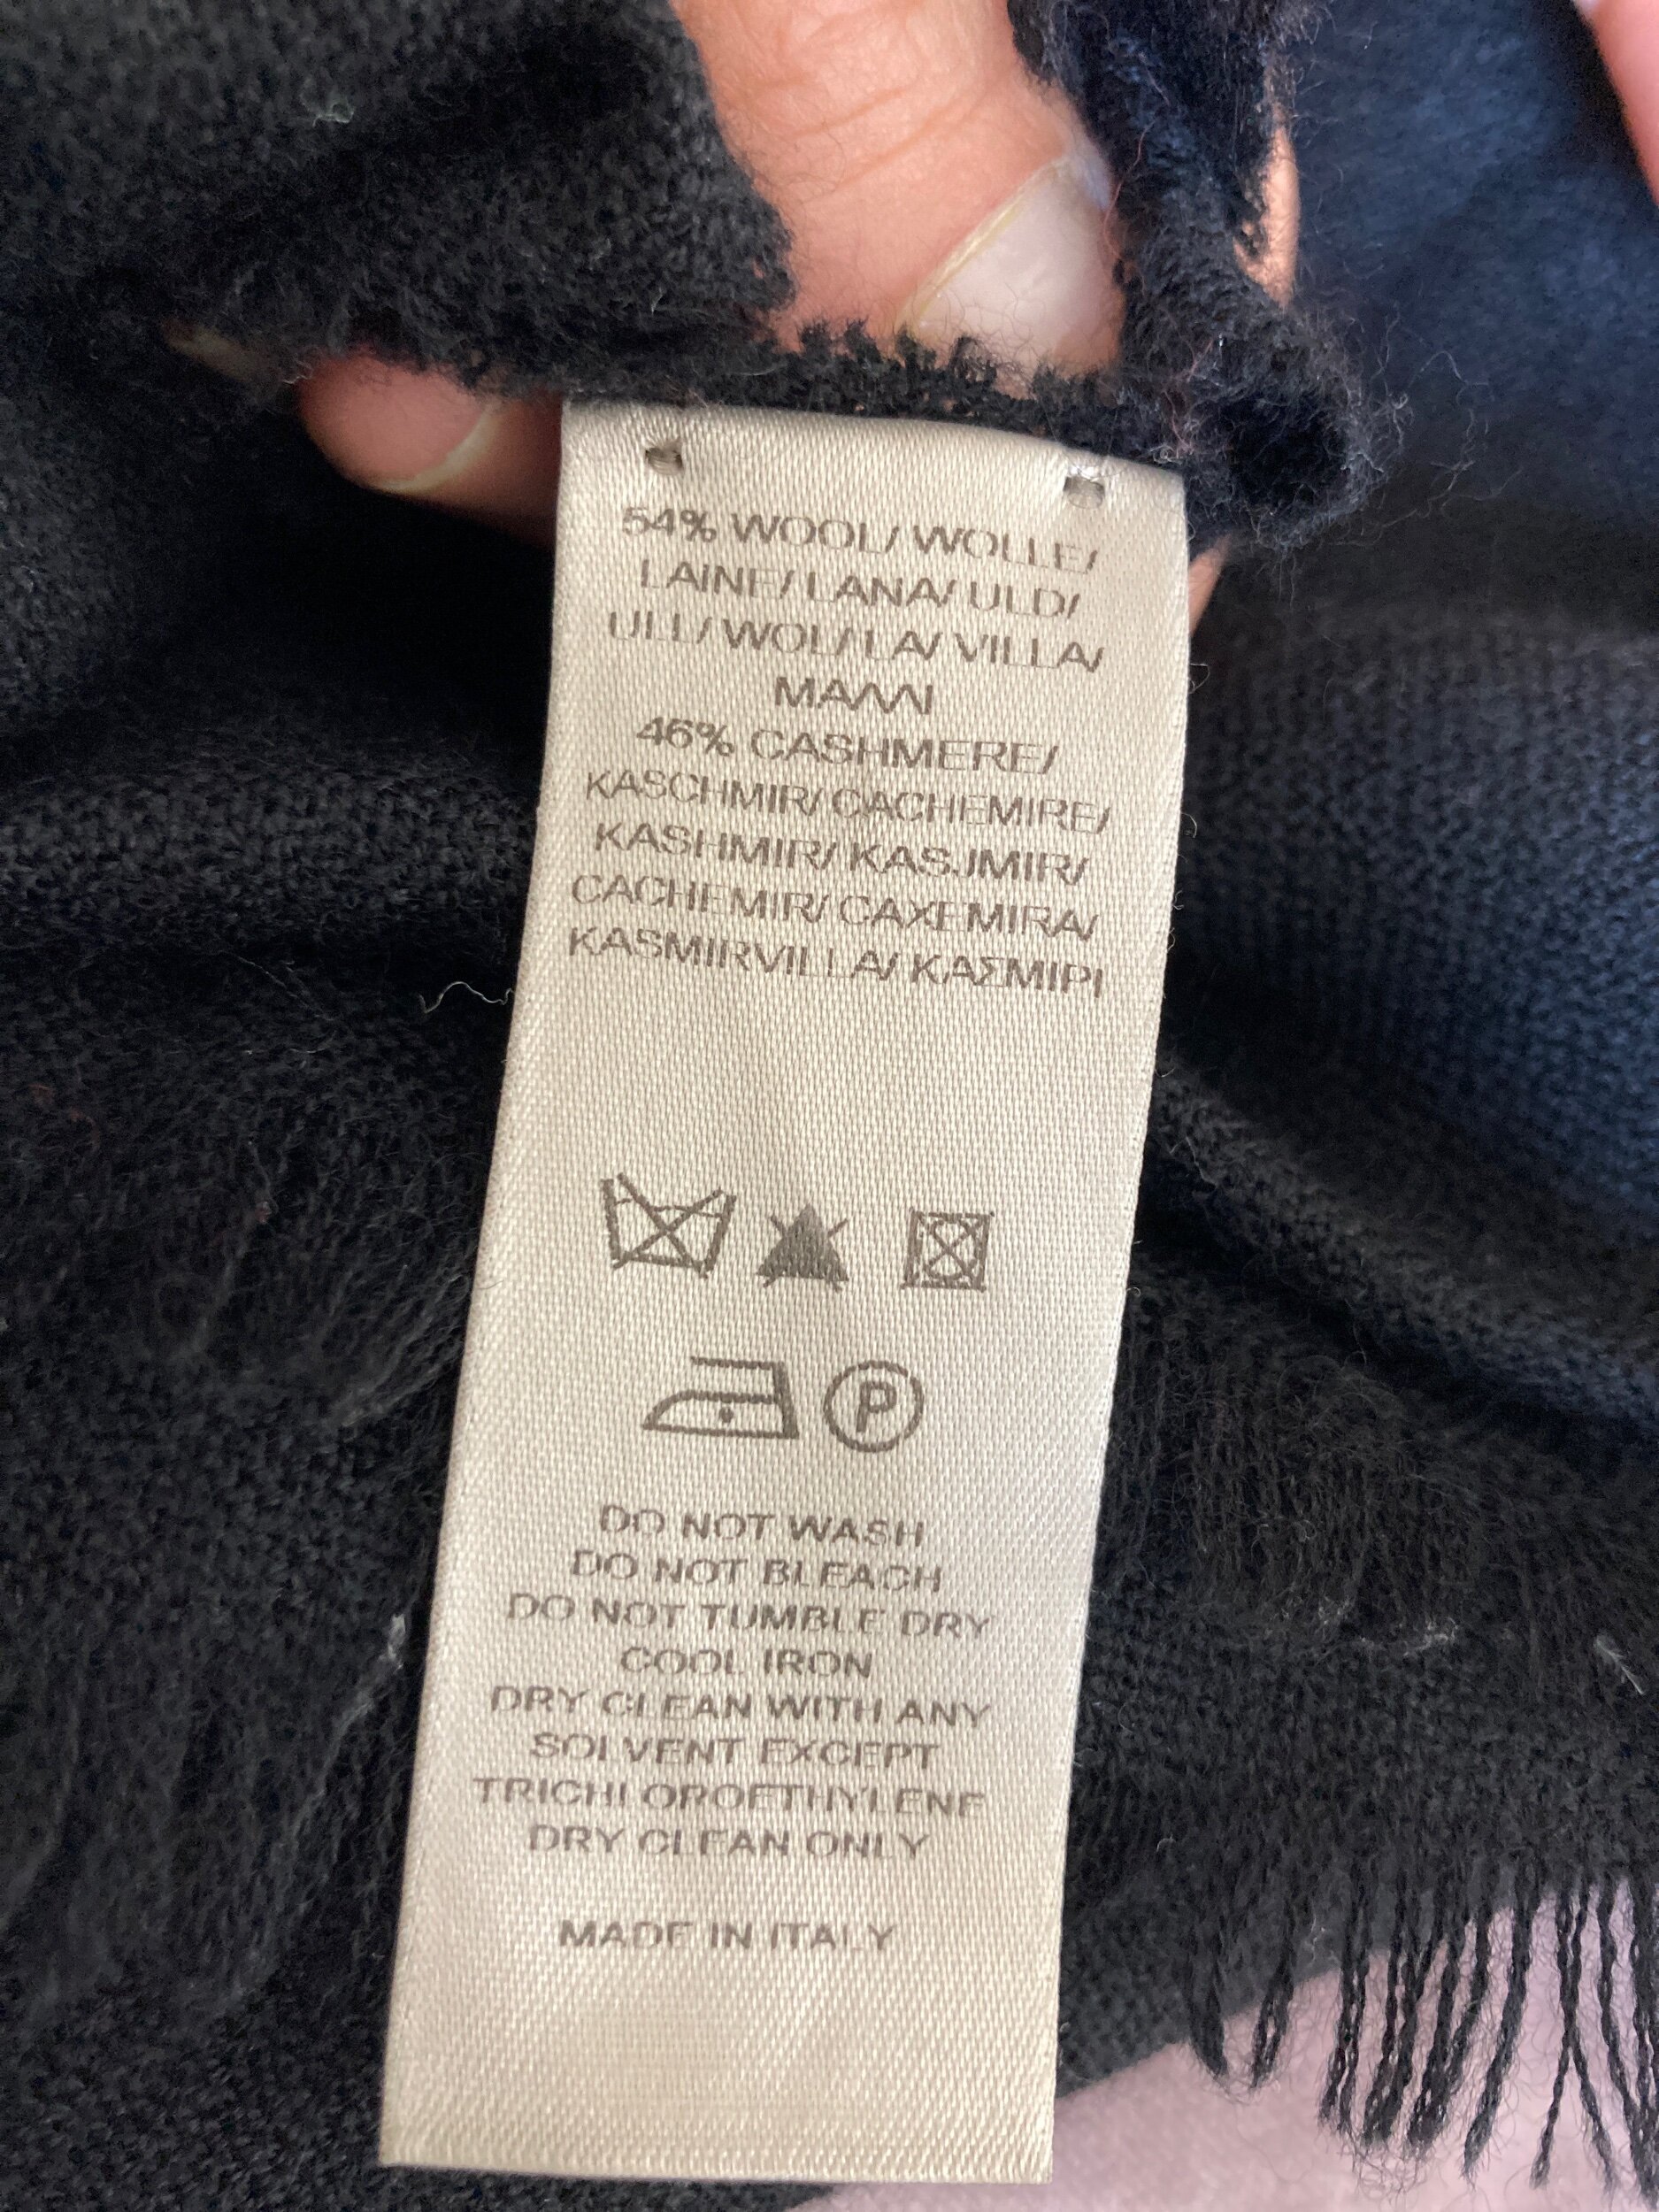 54% WOOL/ WOLLE/
LAINE/ LANA/ ULD/
ULL/ WOL/ LA/ VILLA/
ΜΑΛΛΙ
46% CASHMERE/
KASCHMIR/ CACHEMIRE/
KASHMIR/ KASJMIR/
CACHEMIR/ CAXEMIRA/
KASMIRVILLA/ ΚΑΣΜΙΡΙ
P
DO NOT WASH
DO NOT BLEACH
DO NOT TUMBLE DRY
COOL IRON
DRY CLEAN WITH ANY
SOLVENT EXCEPT
TRICHLOROETHYLENE
DRY CLEAN ONLY
MADE IN ITALY